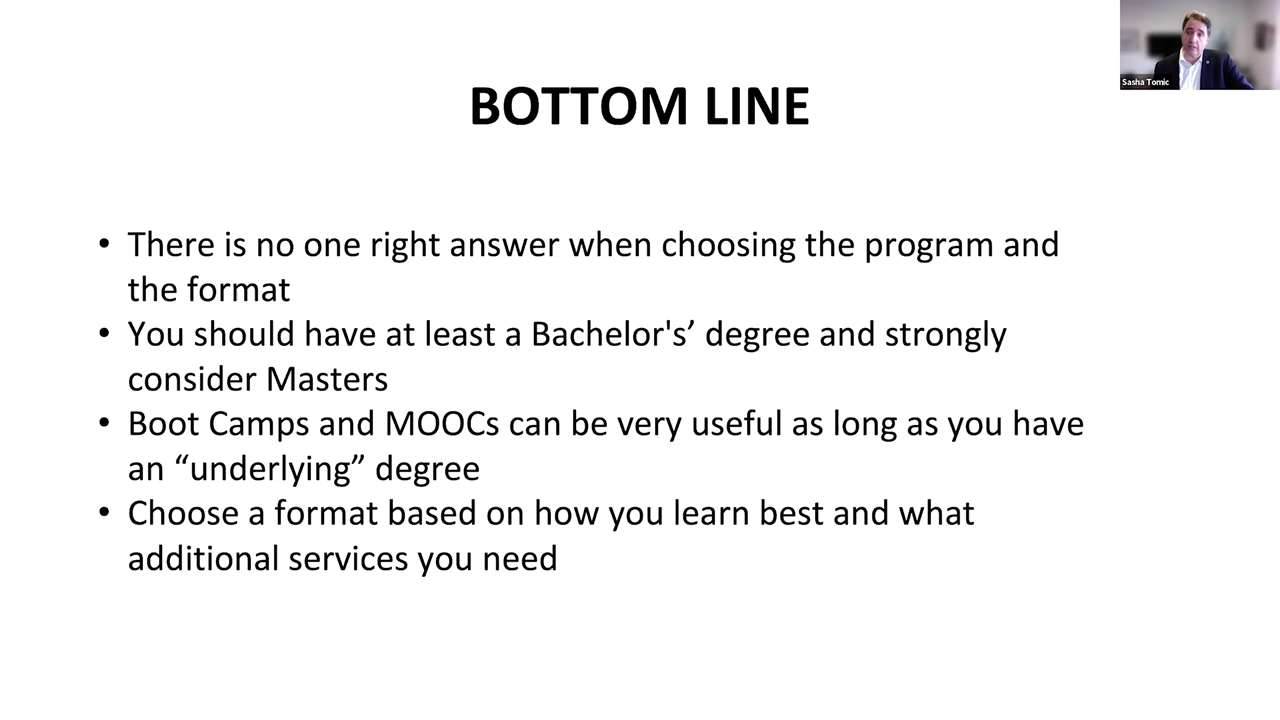 Sasha Tomic
BOTTOM LINE
• There is no one right answer when choosing the program and
the format
• You should have at least a Bachelor's’ degree and strongly
consider Masters
• Boot Camps and MOOCs can be very useful as long as you have
an “underlying” degree
• Choose a format based on how you learn best and what
additional services you need